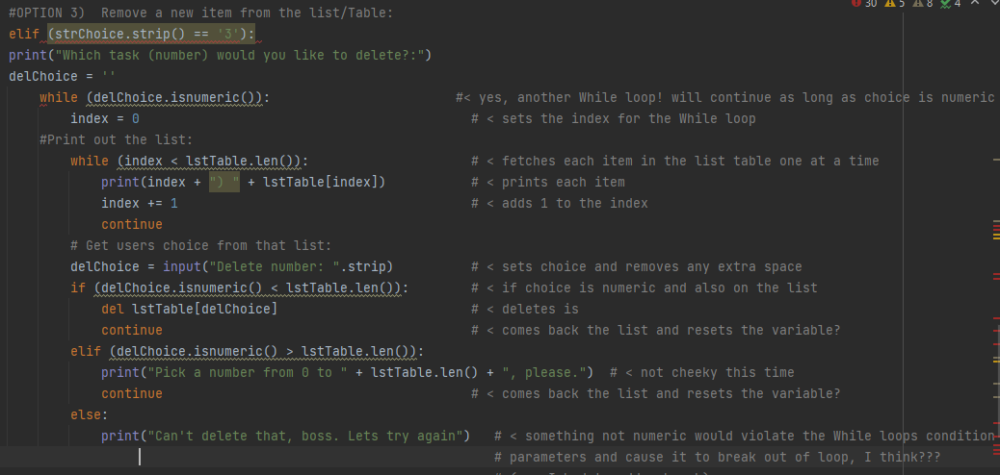 #OPTION 3)  Remove a new item from the list/Table:
30 5 8 4
elif (strChoice.strip() == '3'):
print("Which task (number) would you like to delete?:")
delChoice = ''
    while (delChoice.isnumeric()):                        #< yes, another While loop! will continue as long as choice is numeric
        index = 0                                           # < sets the index for the While loop
    #Print out the list:
        while (index < lstTable.len()):                     # < fetches each item in the list table one at a time
            print(index + ") " + lstTable[index])           # < prints each item
            index += 1                                      # < adds 1 to the index
            continue
        # Get users choice from that list:
        delChoice = input("Delete number: ".strip)          # < sets choice and removes any extra space
        if (delChoice.isnumeric() < lstTable.len()):        # < if choice is numeric and also on the list
            del lstTable[delChoice]                         # < deletes is
            continue                                        # < comes back the list and resets the variable?
        elif (delChoice.isnumeric() > lstTable.len()):
            print("Pick a number from 0 to " + lstTable.len() + ", please.")  # < not cheeky this time
            continue                                        # < comes back the list and resets the variable?
        else:
            print("Can't delete that, boss. Lets try again")   # < something not numeric would violate the While loops condition
                                                               # parameters and cause it to break out of loop, I think???